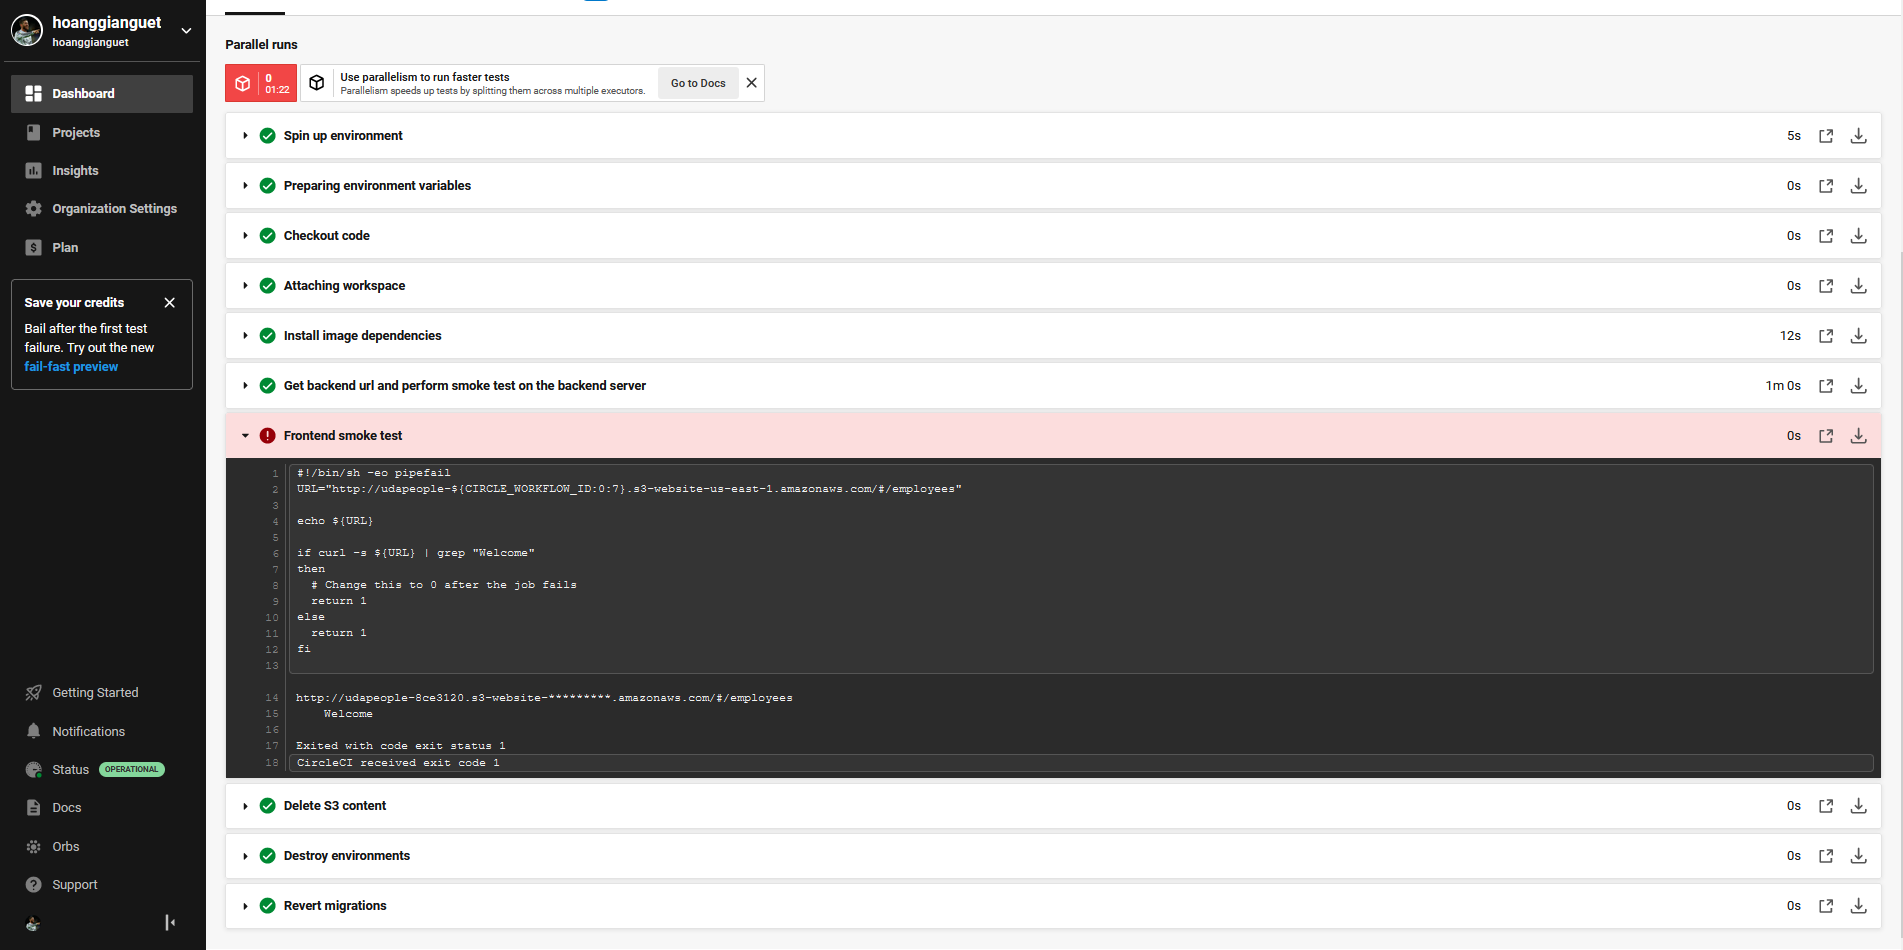 hoanggianguet
hoanggianguet
Dashboard
Projects
Insights
Organization Settings
$ Plan
Save your credits
Bail after the first test
failure. Try out the new
fail-fast preview
Getting Started
Notifications
Status OPERATIONAL
Docs
Orbs
? Support
Parallel runs
0
01:22
Use parallelism to run faster tests
Parallelism speeds up tests by splitting them across multiple executors.
Go to Docs
Spin up environment 5s
Preparing environment variables 0s
Checkout code 0s
Attaching workspace 0s
Install image dependencies 12s
Get backend url and perform smoke test on the backend server 1m 0s
! Frontend smoke test 0s
1 #!/bin/sh -eo pipefail
2 URL="http://udapeople-${CIRCLE_WORKFLOW_ID:0:7}.s3-website-us-east-1.amazonaws.com/#/employees"
3
4 echo ${URL}
5
6 if curl -s ${URL} | grep "Welcome"
7 then
8 # Change this to 0 after the job fails
9 return 1
10 else
11 return 1
12 fi
13
14 http://udapeople-8ce3120.s3-website-*********.amazonaws.com/#/employees
15 Welcome
16
17 Exited with code exit status 1
18 CircleCI received exit code 1
Delete S3 content 0s
Destroy environments 0s
Revert migrations 0s